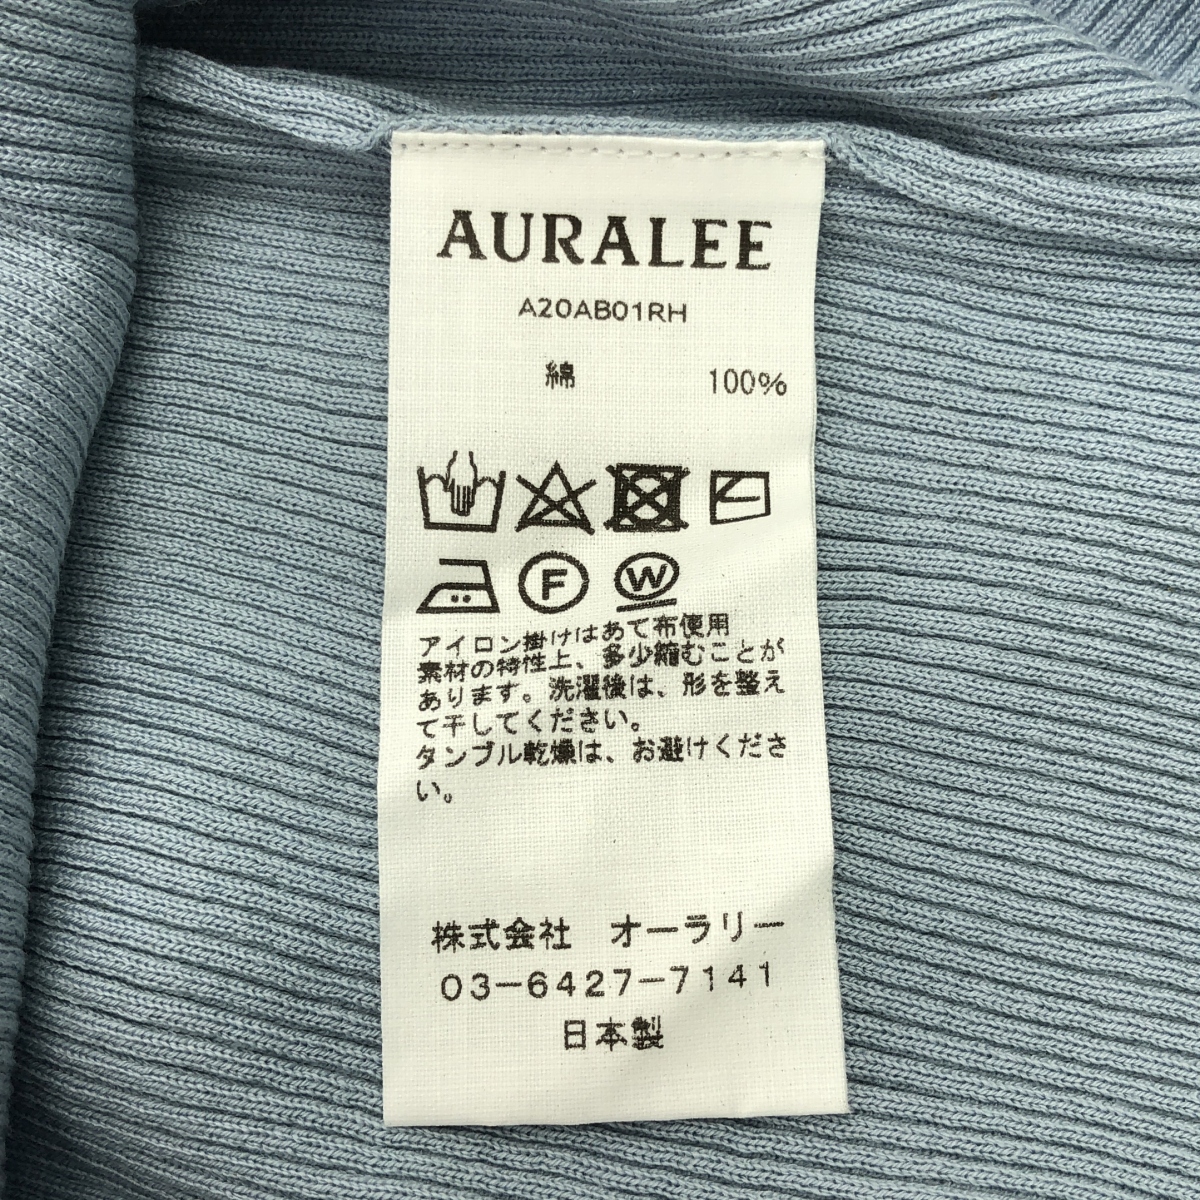 AURALEE
A20AB01RH
綿 100%
F W
アイロン掛けはあて布使用
素材の特性上、多少縮むことが
あります。洗濯後は、形を整え
て干してください。
タンブル乾燥は、お避けくださ
い。
株式会社 オーラリー
03-6427-7141
日本製